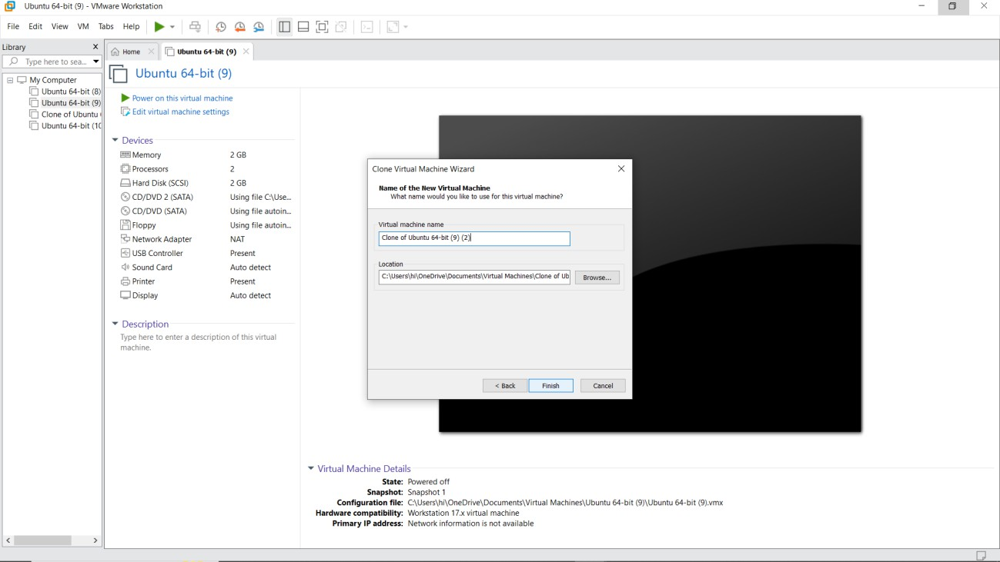 Ubuntu 64-bit (9) - VMware Workstation
File Edit View VM Tabs Help
Library
Type here to sea...
My Computer
Ubuntu 64-bit (8)
Ubuntu 64-bit (9)
Clone of Ubuntu
Ubuntu 64-bit (10
Home
Ubuntu 64-bit (9)
Ubuntu 64-bit (9)
Power on this virtual machine
Edit virtual machine settings
Devices
Memory 2 GB
Processors 2
Hard Disk (SCSI) 2 GB
CD/DVD 2 (SATA) Using file C:\Use...
CD/DVD (SATA) Using file autoin...
Floppy Using file autoin...
Network Adapter NAT
USB Controller Present
Sound Card Auto detect
Printer Present
Display Auto detect
Description
Type here to enter a description of this virtual
machine.
Clone Virtual Machine Wizard
Name of the New Virtual Machine
What name would you like to use for this virtual machine?
Virtual machine name
Clone of Ubuntu 64-bit (9) (2)
Location
C:\Users\hi\OneDrive\Documents\Virtual Machines\Clone of Ub
Browse...
< Back Finish Cancel
Virtual Machine Details
State: Powered off
Snapshot: Snapshot 1
Configuration file: C:\Users\hi\OneDrive\Documents\Virtual Machines\Ubuntu 64-bit (9)\Ubuntu 64-bit (9).vmx
Hardware compatibility: Workstation 17.x virtual machine
Primary IP address: Network information is not available